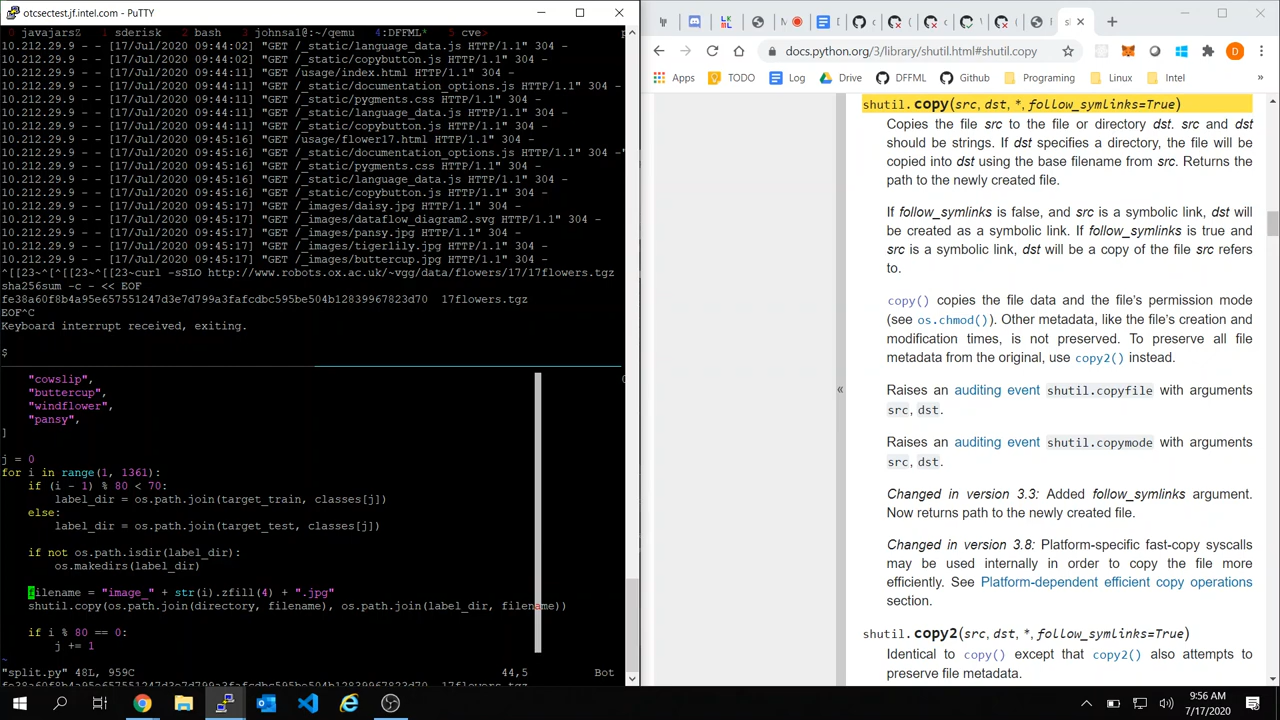 otcsectest.jf.intel.com - PuTTY
0 javajarsZ 1 sderisk 2 bash 3 johnsal@:~/qemu 4:DFFML* 5 cve>
10.212.29.9 - - [17/Jul/2020 09:44:02] "GET /_static/language_data.js HTTP/1.1" 304 -
10.212.29.9 - - [17/Jul/2020 09:44:02] "GET /_static/copybutton.js HTTP/1.1" 304 -
10.212.29.9 - - [17/Jul/2020 09:44:11] "GET /usage/index.html HTTP/1.1" 304 -
10.212.29.9 - - [17/Jul/2020 09:44:11] "GET /_static/documentation_options.js HTTP/1.1" 304 -
10.212.29.9 - - [17/Jul/2020 09:44:11] "GET /_static/pygments.css HTTP/1.1" 304 -
10.212.29.9 - - [17/Jul/2020 09:44:11] "GET /_static/language_data.js HTTP/1.1" 304 -
10.212.29.9 - - [17/Jul/2020 09:44:11] "GET /_static/copybutton.js HTTP/1.1" 304 -
10.212.29.9 - - [17/Jul/2020 09:45:16] "GET /usage/flower17.html HTTP/1.1" 304 -
10.212.29.9 - - [17/Jul/2020 09:45:16] "GET /_static/documentation_options.js HTTP/1.1" 304 -"
10.212.29.9 - - [17/Jul/2020 09:45:16] "GET /_static/pygments.css HTTP/1.1" 304 -
10.212.29.9 - - [17/Jul/2020 09:45:16] "GET /_static/language_data.js HTTP/1.1" 304 -
10.212.29.9 - - [17/Jul/2020 09:45:16] "GET /_static/copybutton.js HTTP/1.1" 304 -
10.212.29.9 - - [17/Jul/2020 09:45:17] "GET /_images/daisy.jpg HTTP/1.1" 304 -
10.212.29.9 - - [17/Jul/2020 09:45:17] "GET /_images/dataflow_diagram2.svg HTTP/1.1" 304 -
10.212.29.9 - - [17/Jul/2020 09:45:17] "GET /_images/pansy.jpg HTTP/1.1" 304 -
10.212.29.9 - - [17/Jul/2020 09:45:17] "GET /_images/tigerlily.jpg HTTP/1.1" 304 -
10.212.29.9 - - [17/Jul/2020 09:45:17] "GET /_images/buttercup.jpg HTTP/1.1" 304 -
^[[23~^[^[[23~^[[23~curl -sSLO http://www.robots.ox.ac.uk/~vgg/data/flowers/17/17flowers.tgz
sha256sum -c - << EOF
fe38a60f8b4a95e657551247d3e7d799a3fafcdbc595be504b12839967823d70  17flowers.tgz
EOF^C
Keyboard interrupt received, exiting.
$
"cowslip",
"buttercup",
"windflower",
"pansy",
]
j = 0
for i in range(1, 1361):
if (i - 1) % 80 < 70:
label_dir = os.path.join(target_train, classes[j])
else:
label_dir = os.path.join(target_test, classes[j])
if not os.path.isdir(label_dir):
os.makedirs(label_dir)
filename = "image_" + str(i).zfill(4) + ".jpg"
shutil.copy(os.path.join(directory, filename), os.path.join(label_dir, filename))
if i % 80 == 0:
j += 1
~
"split.py" 48L, 959C 44,5 Bot
docs.python.org/3/library/shutil.html#shutil.copy
Apps TODO Log Drive DFFML Github Programing Linux Intel »
shutil.copy(src, dst, *, follow_symlinks=True)
Copies the file src to the file or directory dst. src and dst
should be strings. If dst specifies a directory, the file will be
copied into dst using the base filename from src. Returns the
path to the newly created file.
If follow_symlinks is false, and src is a symbolic link, dst will
be created as a symbolic link. If follow_symlinks is true and
src is a symbolic link, dst will be a copy of the file src refers
to.
copy() copies the file data and the file's permission mode
(see os.chmod()). Other metadata, like the file's creation and
modification times, is not preserved. To preserve all file
metadata from the original, use copy2() instead.
Raises an auditing event shutil.copyfile with arguments
src, dst.
Raises an auditing event shutil.copymode with arguments
src, dst.
Changed in version 3.3: Added follow_symlinks argument.
Now returns path to the newly created file.
Changed in version 3.8: Platform-specific fast-copy syscalls
may be used internally in order to copy the file more
efficiently. See Platform-dependent efficient copy operations
section.
shutil.copy2(src, dst, *, follow_symlinks=True)
Identical to copy() except that copy2() also attempts to
preserve file metadata.
«
9:56 AM
7/17/2020